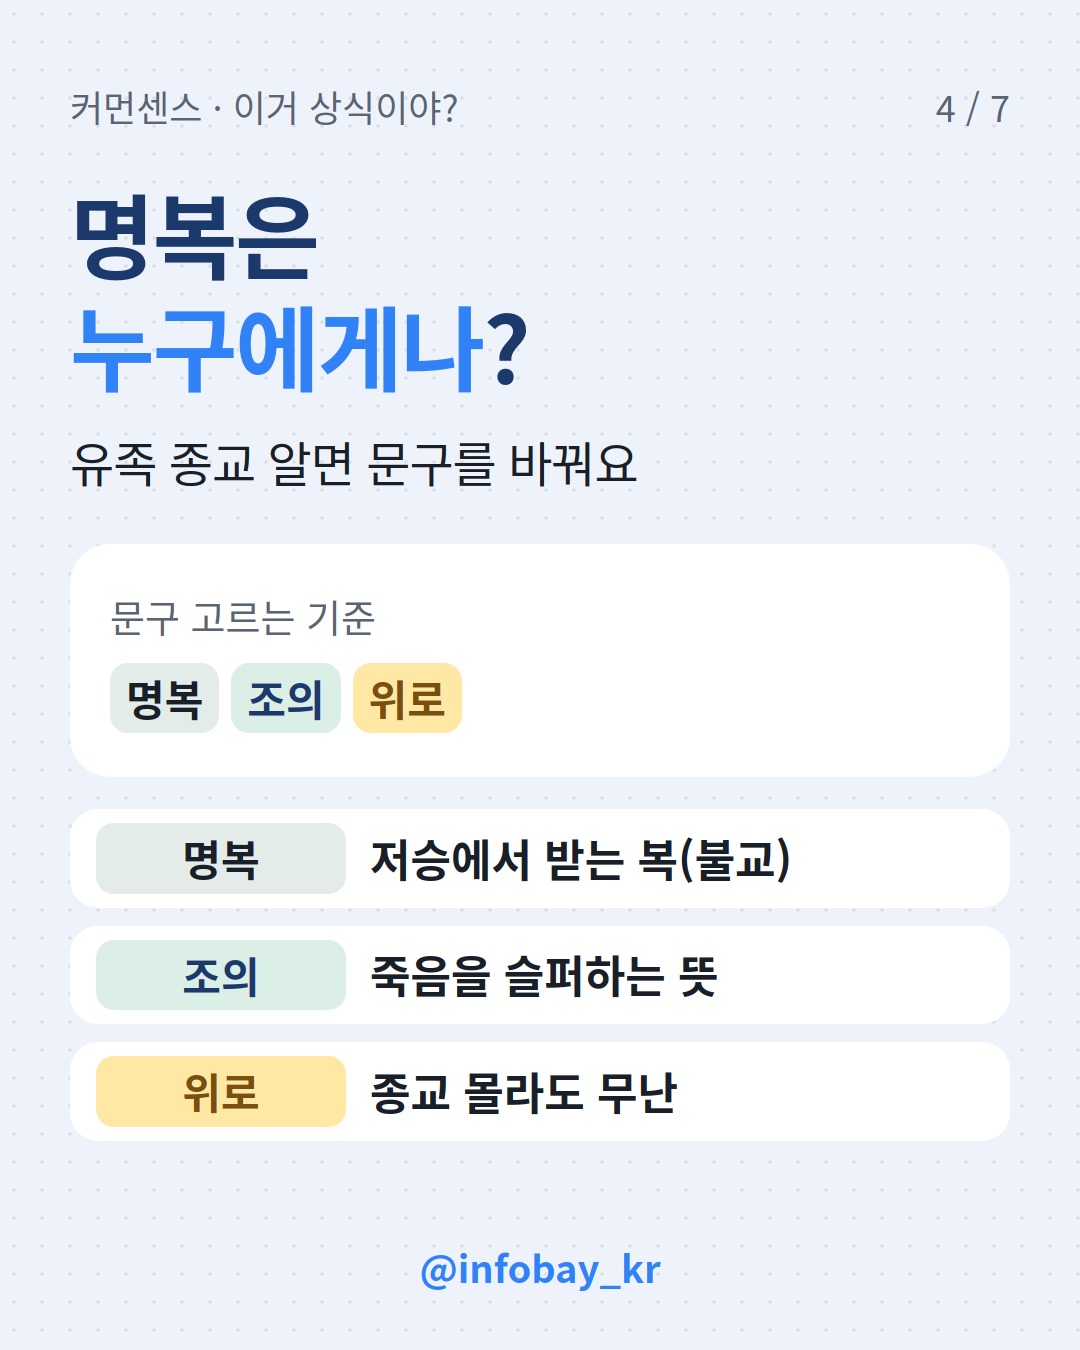 커먼센스 · 이거 상식이야?
4 / 7
명복은
누구에게나?
유족 종교 알면 문구를 바꿔요
문구 고르는 기준
명복 조의 위로
명복 저승에서 받는 복(불교)
조의 죽음을 슬퍼하는 뜻
위로 종교 몰라도 무난
@infobay_kr